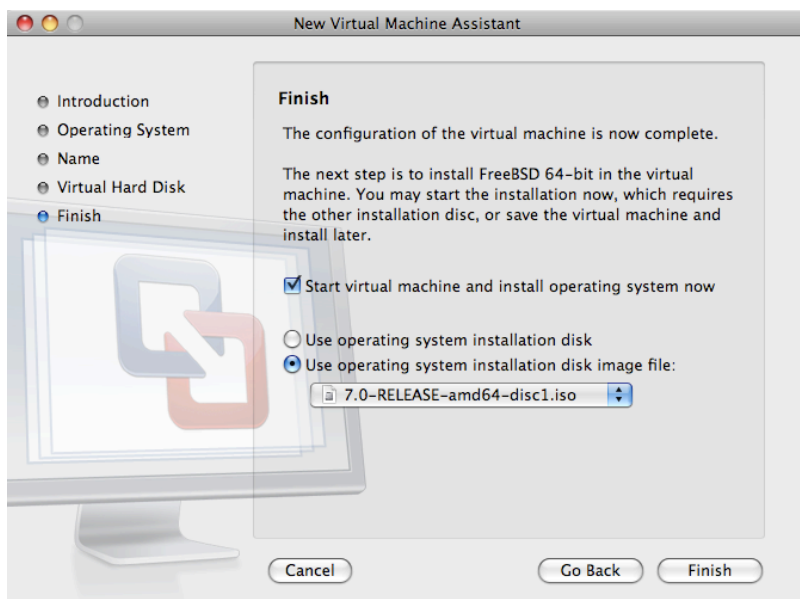 New Virtual Machine Assistant
Introduction
Operating System
Name
Virtual Hard Disk
Finish
Finish
The configuration of the virtual machine is now complete.
The next step is to install FreeBSD 64-bit in the virtual
machine. You may start the installation now, which requires
the other installation disc, or save the virtual machine and
install later.
Start virtual machine and install operating system now
Use operating system installation disk
Use operating system installation disk image file:
7.0-RELEASE-amd64-disc1.iso
Cancel
Go Back
Finish